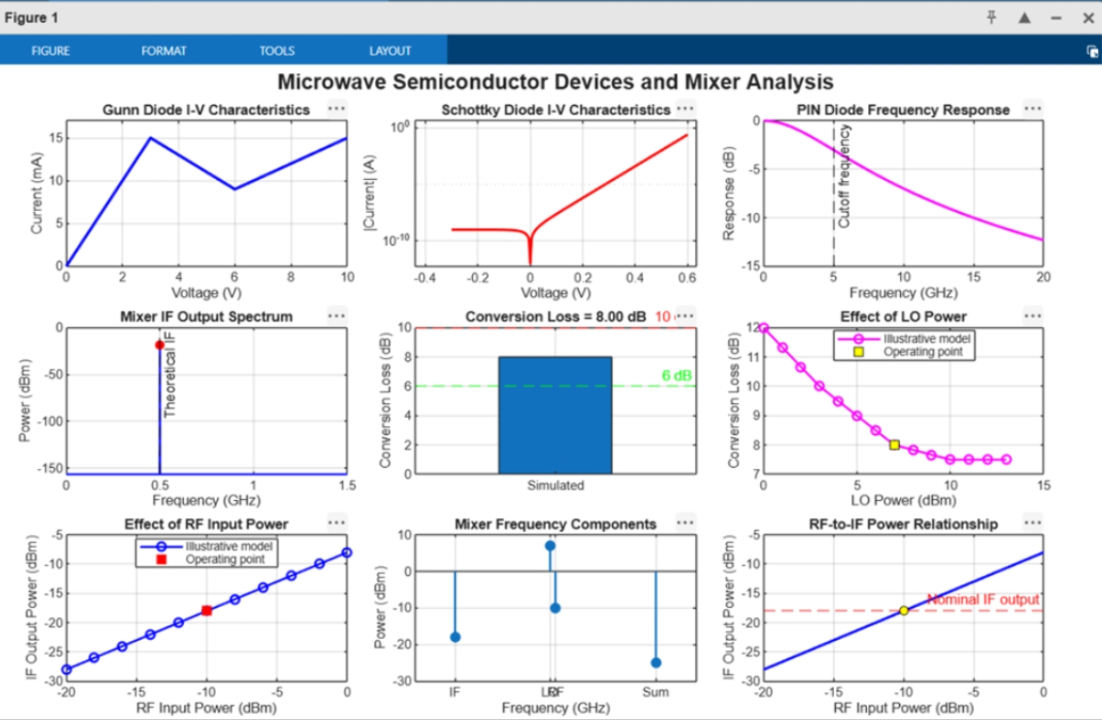 Figure 1
FIGURE FORMAT TOOLS LAYOUT
Microwave Semiconductor Devices and Mixer Analysis
Gunn Diode I-V Characteristics
15
10
5
0
Current (mA)
0 2 4 6 8 10
Voltage (V)
Schottky Diode I-V Characteristics
10^0
10^-10
|Current| (A)
-0.4 -0.2 0 0.2 0.4 0.6
Voltage (V)
PIN Diode Frequency Response
0
-5
-10
-15
Response (dB)
Cutoff frequency
0 5 10 15 20
Frequency (GHz)
Mixer IF Output Spectrum
0
-50
-100
-150
Power (dBm)
Theoretical IF
0 0.5 1 1.5
Frequency (GHz)
Conversion Loss = 8.00 dB
10
10
8
6
4
2
0
Conversion Loss (dB)
6 dB
Simulated
Effect of LO Power
12
11
10
9
8
7
Conversion Loss (dB)
Illustrative model
Operating point
0 5 10 15
LO Power (dBm)
Effect of RF Input Power
-5
-10
-15
-20
-25
-30
IF Output Power (dBm)
Illustrative model
Operating point
-20 -15 -10 -5 0
RF Input Power (dBm)
Mixer Frequency Components
10
0
-10
-20
-30
Power (dBm)
IF Sum
Frequency (GHz)
RF-to-IF Power Relationship
-5
-10
-15
-20
-25
-30
IF Output Power (dBm)
Nominal IF output
-20 -15 -10 -5 0
RF Input Power (dBm)